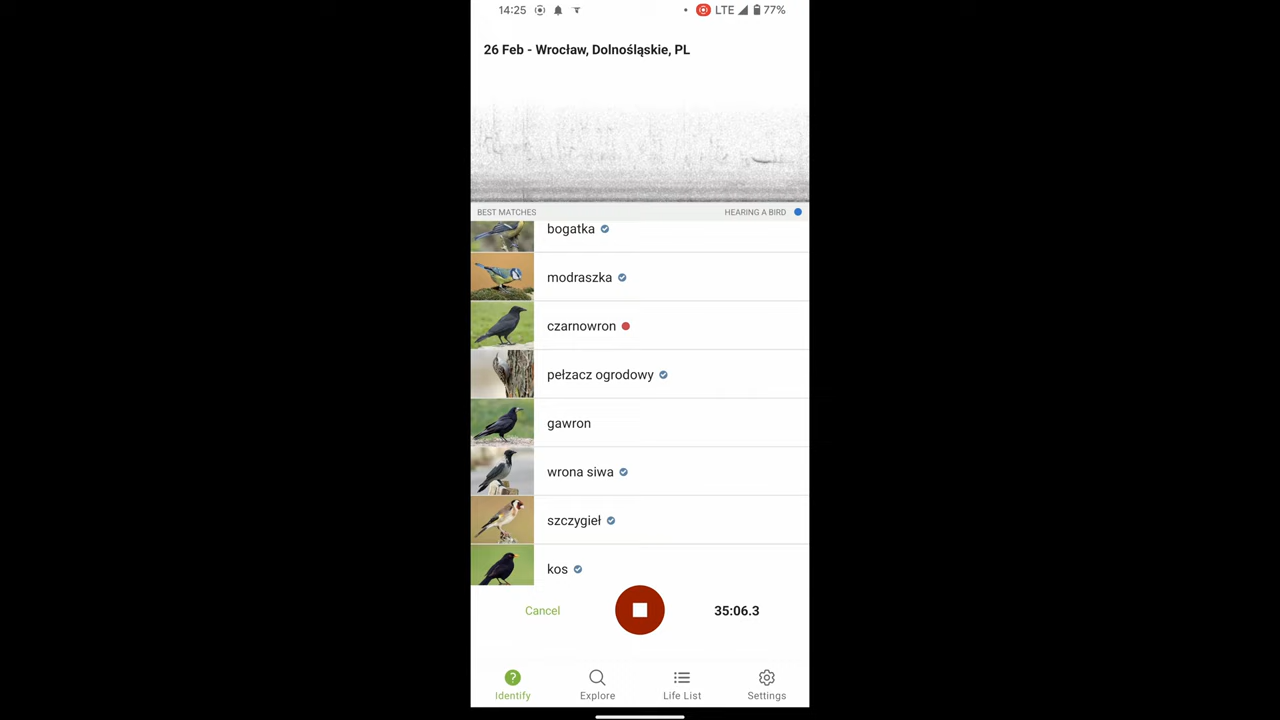 14:25 LTE 77%
26 Feb - Wrocław, Dolnośląskie, PL
BEST MATCHES HEARING A BIRD
bogatka
modraszka
czarnowron
pełzacz ogrodowy
gawron
wrona siwa
szczygieł
kos
Cancel 35:06.3
Identify Explore Life List Settings